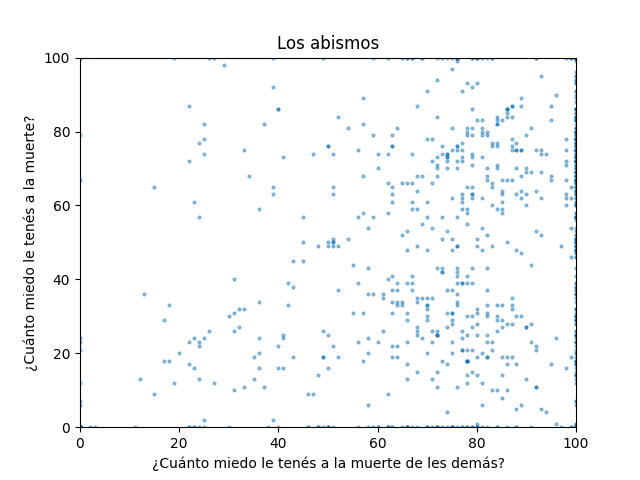 Los abismos
¿Cuánto miedo le tenés a la muerte?
100
80
60
40
20
0
0 20 40 60 80 100
¿Cuánto miedo le tenés a la muerte de les demás?